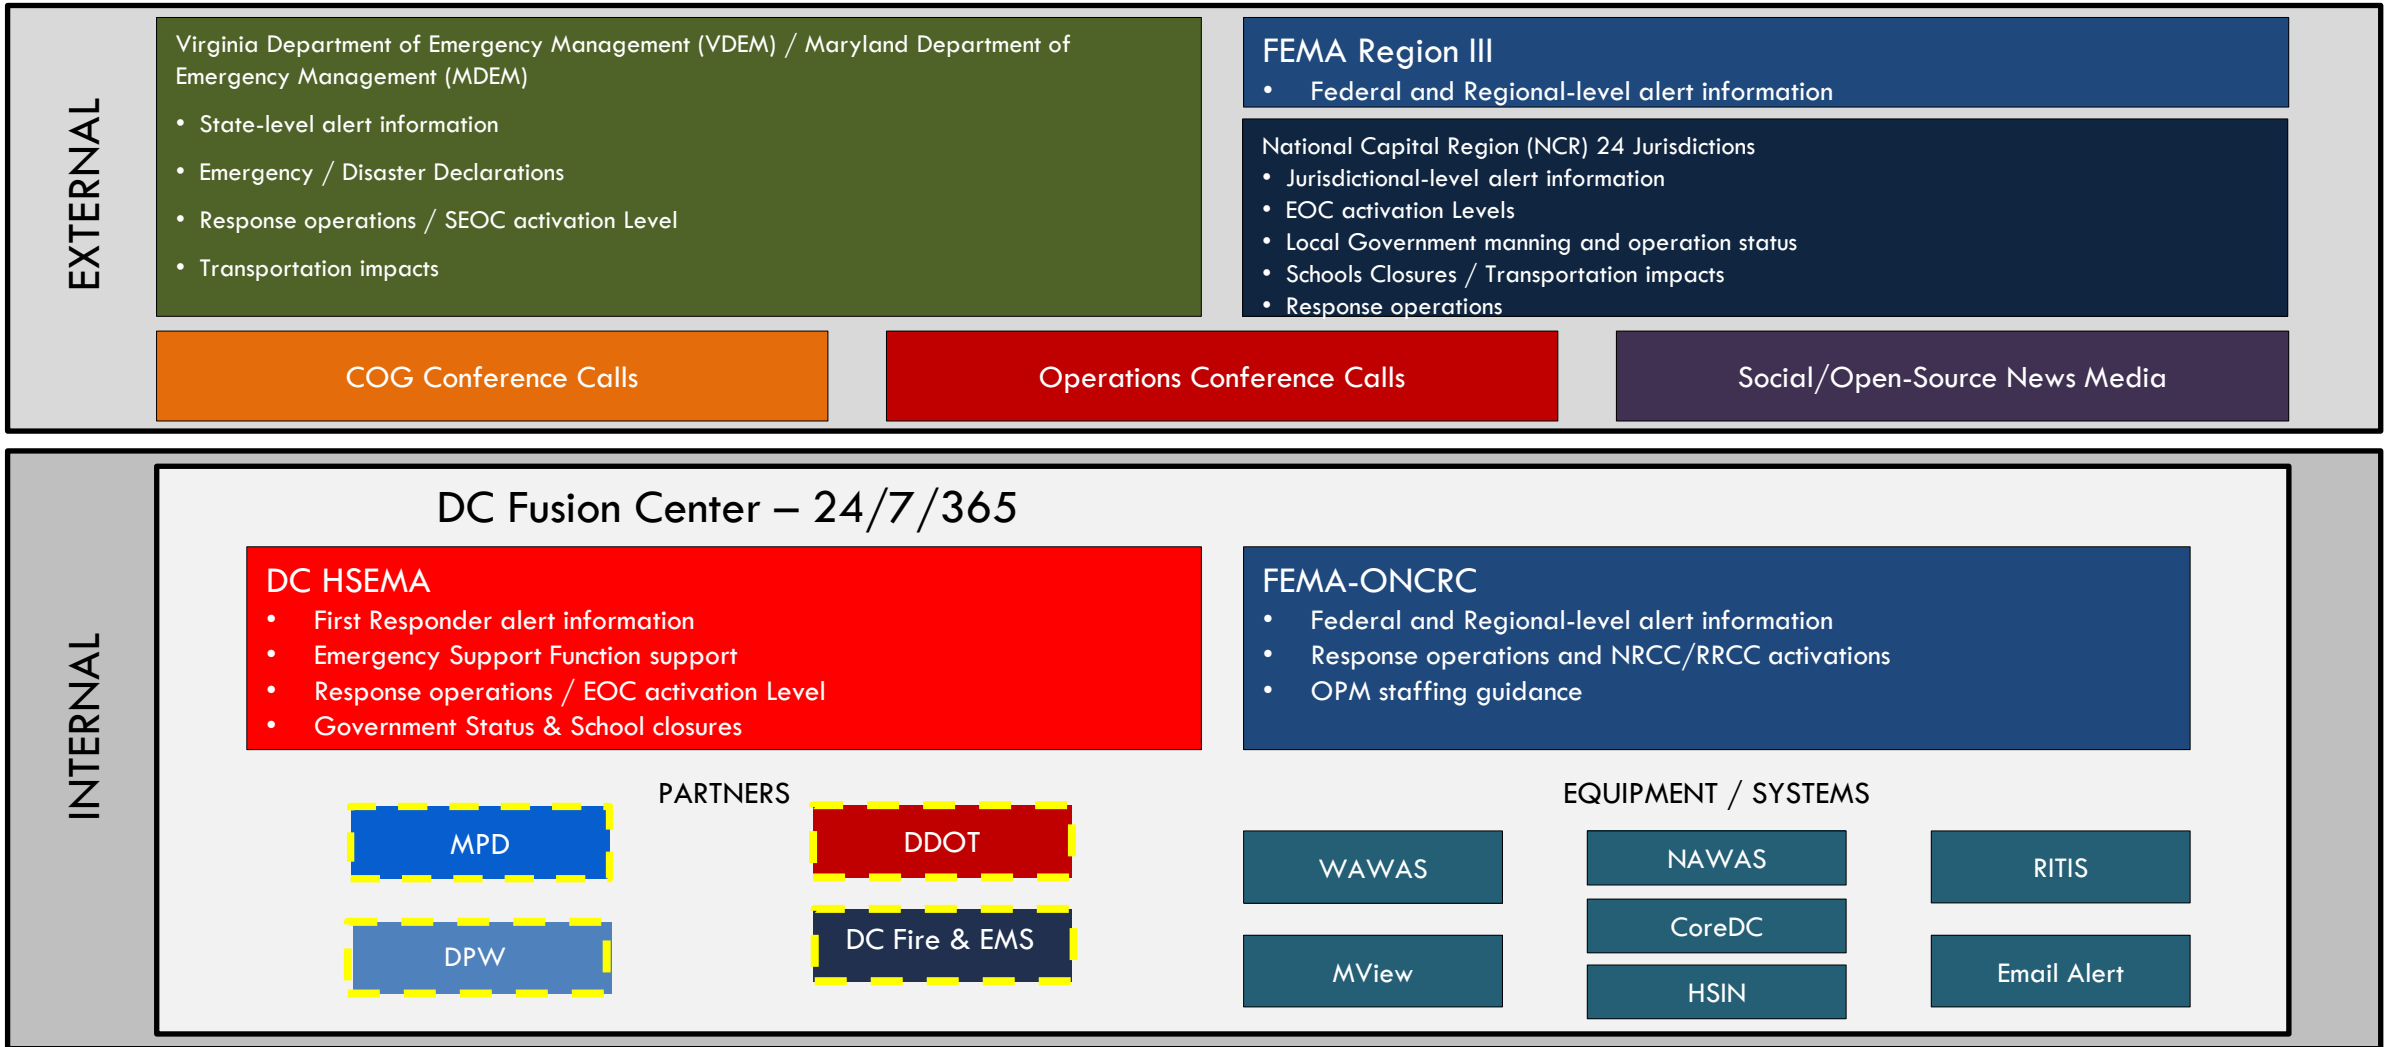 EXTERNAL
Virginia Department of Emergency Management (VDEM) / Maryland Department of
Emergency Management (MDEM)
• State-level alert information
• Emergency / Disaster Declarations
• Response operations / SEOC activation Level
• Transportation impacts
FEMA Region III
• Federal and Regional-level alert information
National Capital Region (NCR) 24 Jurisdictions
• Jurisdictional-level alert information
• EOC activation Levels
• Local Government manning and operation status
• Schools Closures / Transportation impacts
• Response operations
COG Conference Calls
Operations Conference Calls
Social/Open-Source News Media
INTERNAL
DC Fusion Center – 24/7/365
DC HSEMA
• First Responder alert information
• Emergency Support Function support
• Response operations / EOC activation Level
• Government Status & School closures
FEMA-ONCRC
• Federal and Regional-level alert information
• Response operations and NRCC/RRCC activations
• OPM staffing guidance
PARTNERS
MPD
DDOT
DPW
DC Fire & EMS
EQUIPMENT / SYSTEMS
WAWAS
NAWAS
RITIS
CoreDC
MView
HSIN
Email Alert